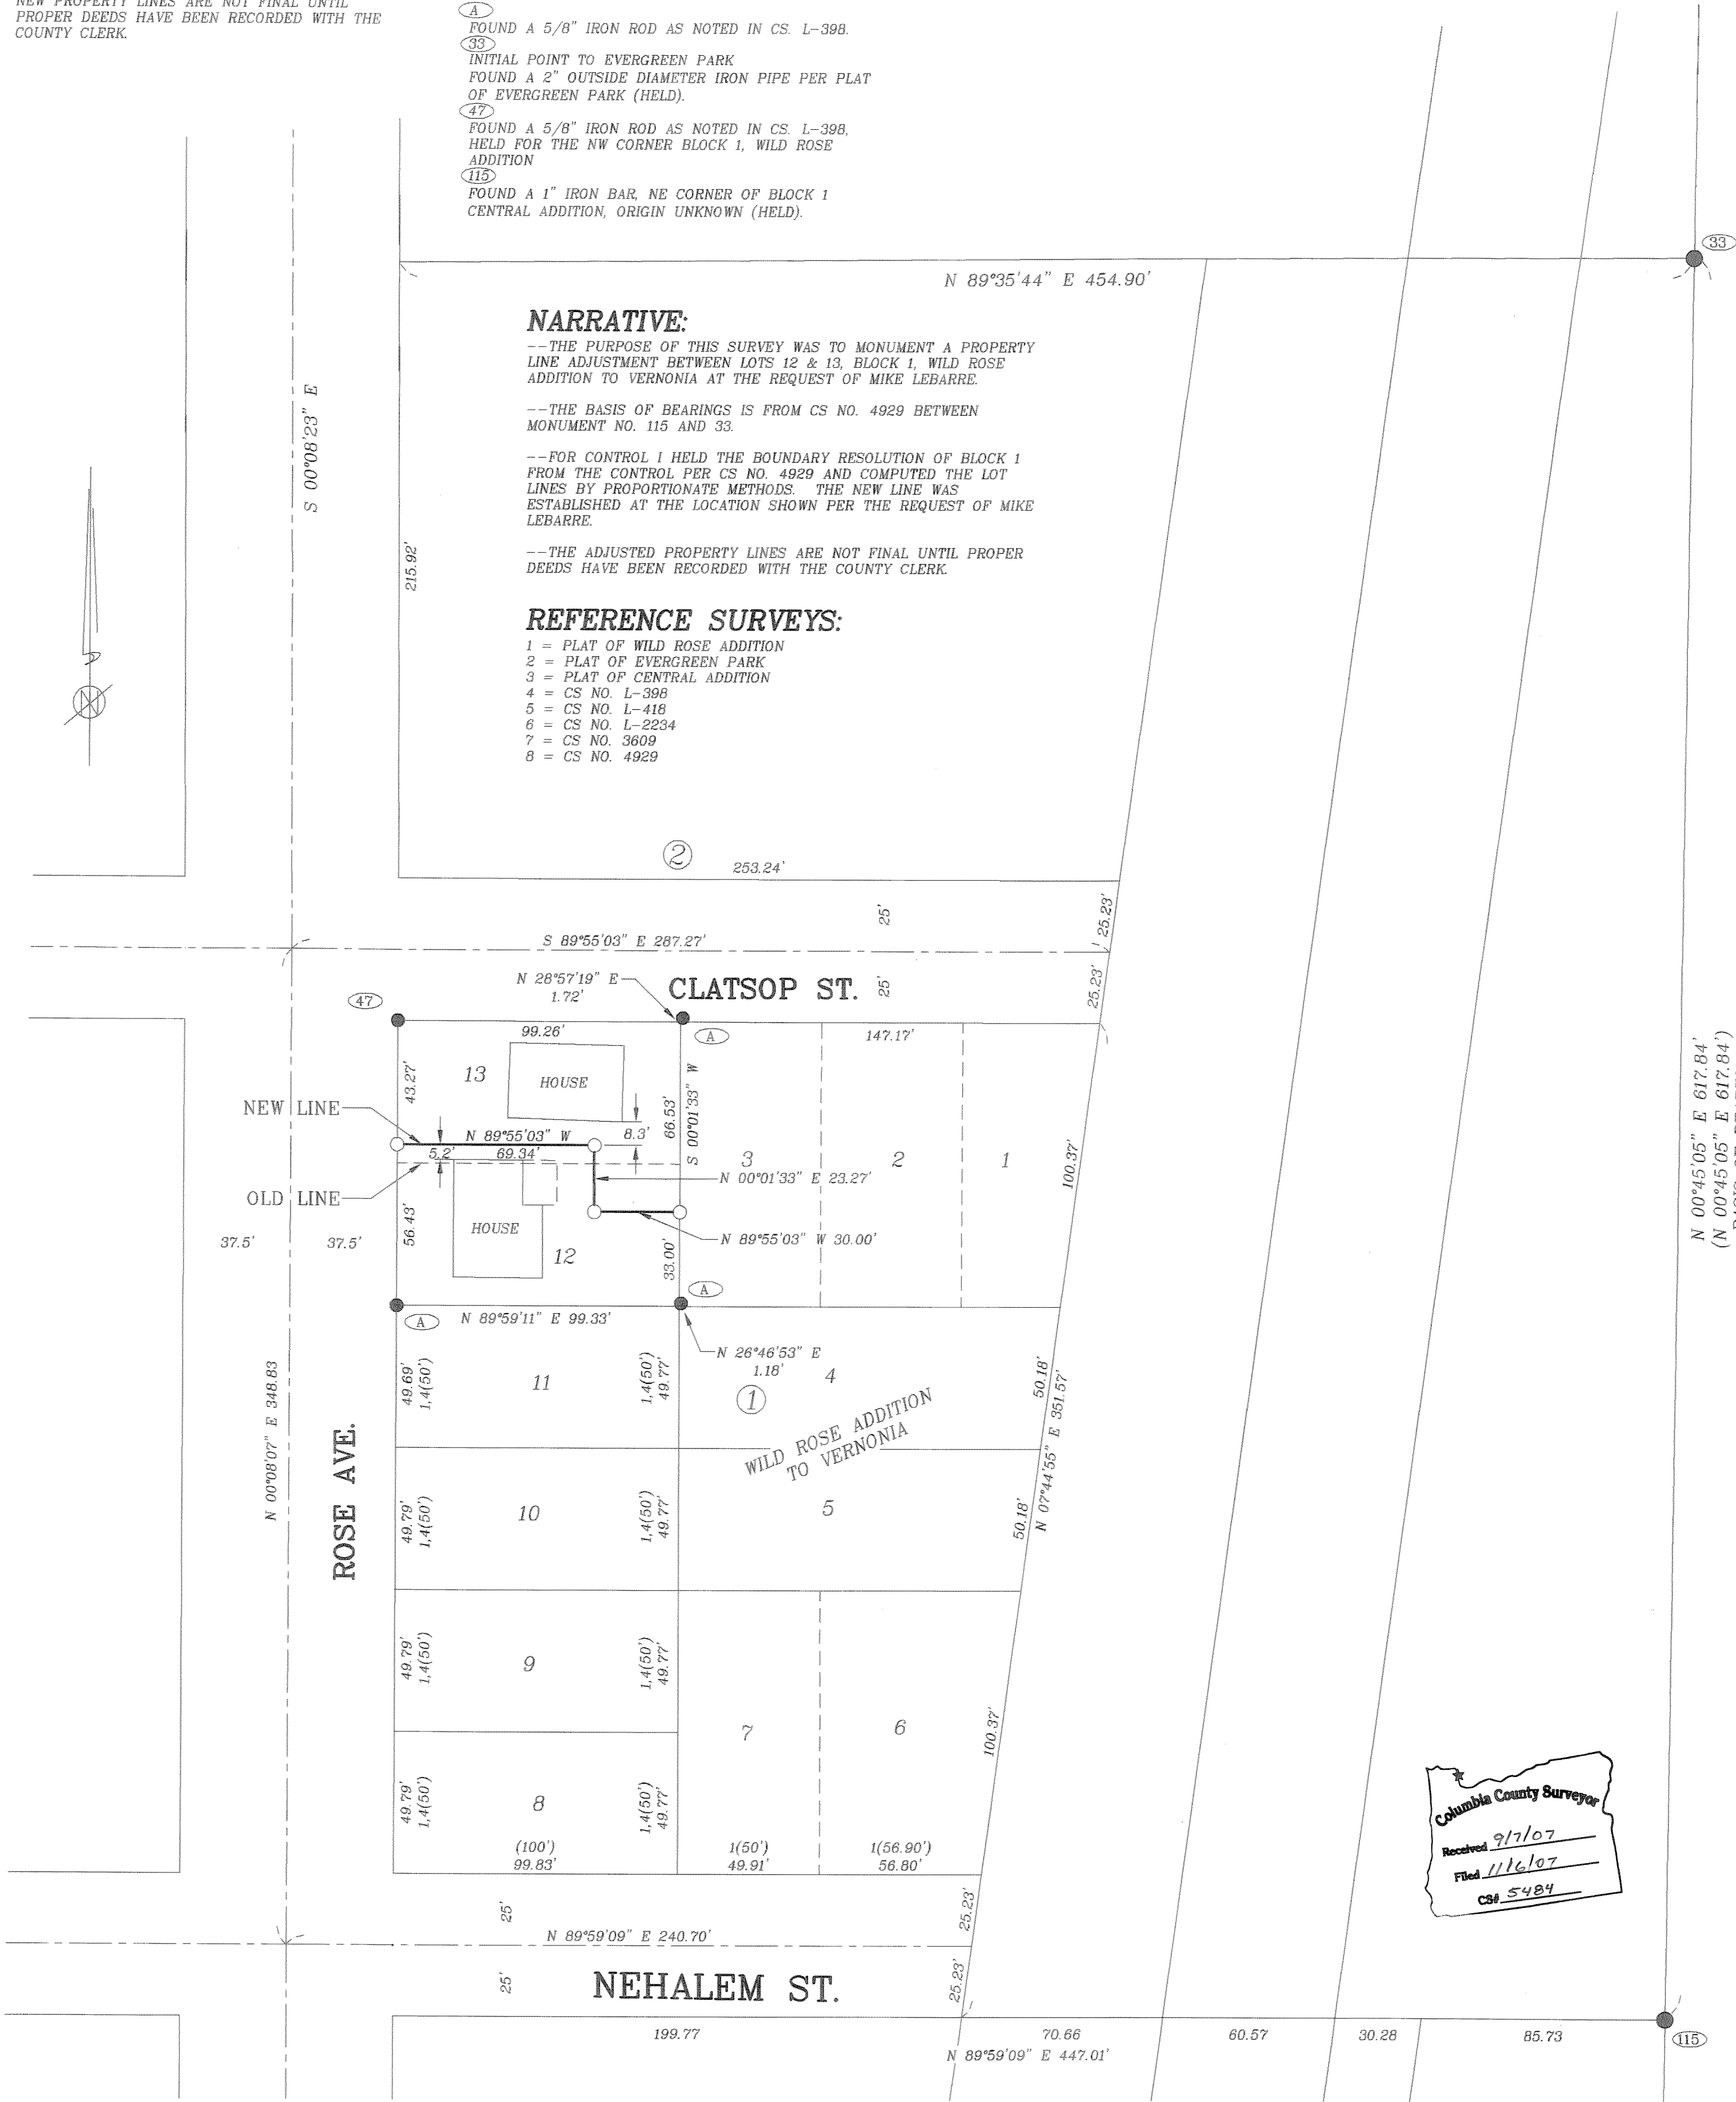 NEW PROPERTY LINES ARE NOT FINAL UNTIL
PROPER DEEDS HAVE BEEN RECORDED WITH THE
COUNTY CLERK.
A
FOUND A 5/8" IRON ROD AS NOTED IN CS. L-398.
33
INITIAL POINT TO EVERGREEN PARK
FOUND A 2" OUTSIDE DIAMETER IRON PIPE PER PLAT
OF EVERGREEN PARK (HELD).
47
FOUND A 5/8" IRON ROD AS NOTED IN CS. L-398,
HELD FOR THE NW CORNER BLOCK 1, WILD ROSE
ADDITION
115
FOUND A 1" IRON BAR, NE CORNER OF BLOCK 1
CENTRAL ADDITION, ORIGIN UNKNOWN (HELD).
33
N 89°35'44" E 454.90'
NARRATIVE:
--THE PURPOSE OF THIS SURVEY WAS TO MONUMENT A PROPERTY
LINE ADJUSTMENT BETWEEN LOTS 12 & 13, BLOCK 1, WILD ROSE
ADDITION TO VERNONIA AT THE REQUEST OF MIKE LEBARRE.
--THE BASIS OF BEARINGS IS FROM CS NO. 4929 BETWEEN
MONUMENT NO. 115 AND 33.
--FOR CONTROL I HELD THE BOUNDARY RESOLUTION OF BLOCK 1
FROM THE CONTROL PER CS NO. 4929 AND COMPUTED THE LOT
LINES BY PROPORTIONATE METHODS. THE NEW LINE WAS
ESTABLISHED AT THE LOCATION SHOWN PER THE REQUEST OF MIKE
LEBARRE.
--THE ADJUSTED PROPERTY LINES ARE NOT FINAL UNTIL PROPER
DEEDS HAVE BEEN RECORDED WITH THE COUNTY CLERK.
S 00°08'23" E
215.92'
REFERENCE SURVEYS:
1 = PLAT OF WILD ROSE ADDITION
2 = PLAT OF EVERGREEN PARK
3 = PLAT OF CENTRAL ADDITION
4 = CS NO. L-398
5 = CS NO. L-418
6 = CS NO. L-2234
7 = CS NO. 3609
8 = CS NO. 4929
N
2
253.24'
25'
25.23'
S 89°55'03" E 287.27'
N 28°57'19" E
1.72'
CLATSOP ST.
25'
25.23'
47
99.26'
A
147.17'
43.27'
13
HOUSE
66.53'
S 00°01'33" W
NEW LINE
N 89°55'03" W
8.3'
5.2'
69.34'
3
2
1
100.37'
N 00°01'33" E 23.27'
OLD LINE
56.43'
HOUSE
12
N 89°55'03" W 30.00'
33.00'
37.5'
37.5'
N 00°45'05" E 617.84'
(N 00°45'05" E 617.84')
A
A
N 89°59'11" E 99.33'
N 26°46'53" E
1.18'
49.69'
1,4(50')
11
1,4(50')
49.77'
4
1
50.18'
N 07°44'55" E 351.57'
WILD ROSE ADDITION
TO VERNONIA
N 00°08'07" E 348.83
ROSE AVE.
49.79'
1,4(50')
10
1,4(50')
49.77'
5
50.18'
49.79'
1,4(50')
9
1,4(50')
49.77'
7
6
100.37'
49.79'
1,4(50')
8
1,4(50')
49.77'
(100')
99.83'
1(50')
49.91'
1(56.90')
56.80'
Columbia County Surveyor
Received 9/7/07
Filed 11/6/07
CS# 5484
25'
25.23'
N 89°59'09" E 240.70'
25'
NEHALEM ST.
25.23'
199.77
70.66
60.57
30.28
85.73
115
N 89°59'09" E 447.01'